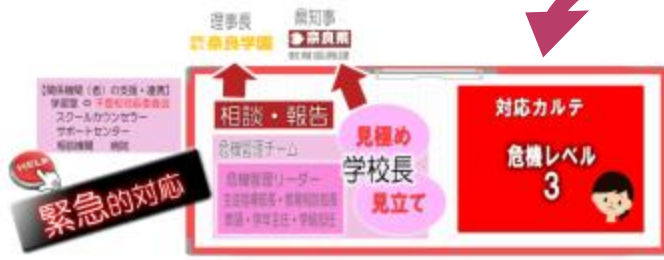 理事長
県知事
奈良学園
奈良県
【関係機関(者)の支援・連携】
スクールカウンセラー
サポートセンター
相談機関 病院
HELP
緊急的対応
相談・報告
危機管理チーム
危機管理リーダー
見極め
学校長
見立て
対応カルテ
危機レベル
3